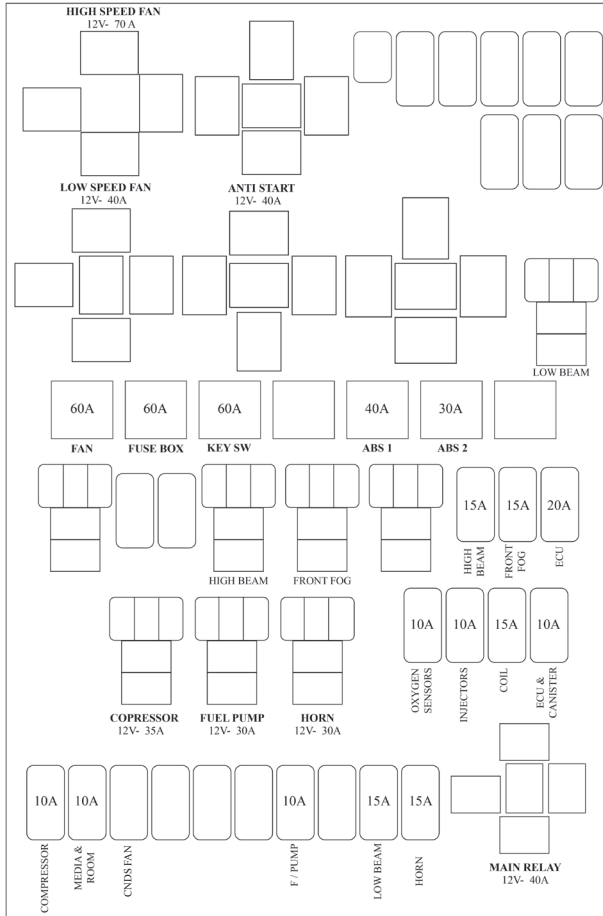 HIGH SPEED FAN
12V- 70 A
LOW SPEED FAN
12V- 40A
ANTI START
12V- 40A
LOW BEAM
60A
60A
60A
40A
30A
FAN
FUSE BOX
KEY SW
ABS 1
ABS 2
15A
15A
20A
HIGH
BEAM
FRONT
FOG
ECU
HIGH BEAM
FRONT FOG
10A
10A
15A
10A
OXYGEN
SENSORS
INJECTORS
COIL
ECU &
CANISTER
COPRESSOR
12V- 35A
FUEL PUMP
12V- 30A
HORN
12V- 30A
10A
10A
10A
15A
15A
COMPRESSOR
MEDIA &
ROOM
CNDS FAN
F / PUMP
LOW BEAM
HORN
MAIN RELAY
12V- 40A